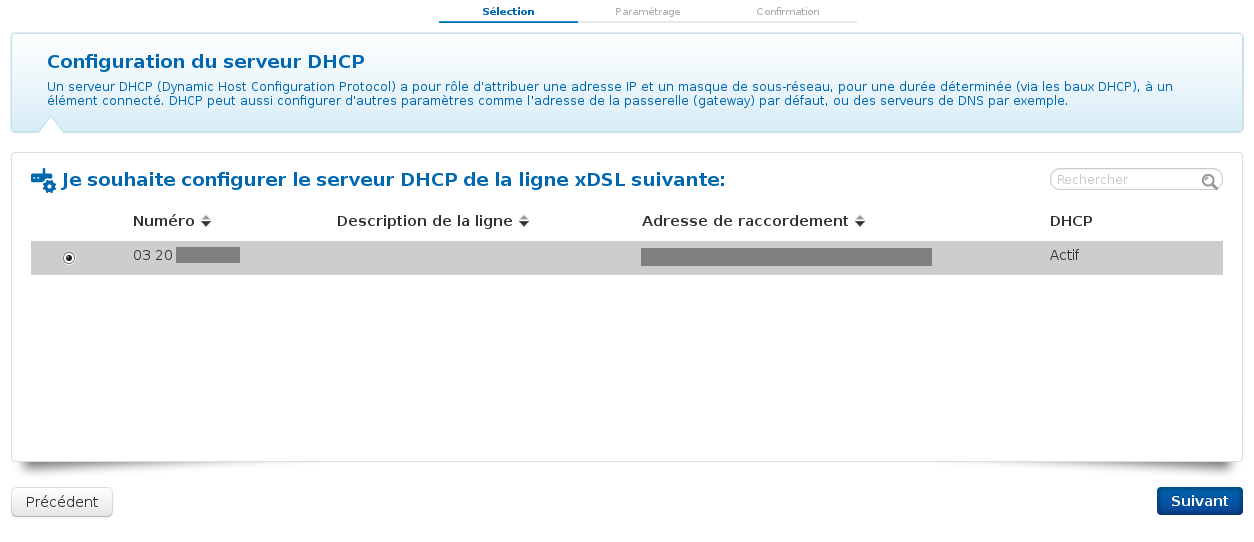 Sélection Paramétrage Confirmation
Configuration du serveur DHCP
Un serveur DHCP (Dynamic Host Configuration Protocol) a pour rôle d'attribuer une adresse IP et un masque de sous-réseau, pour une durée déterminée (via les baux DHCP), à un
élément connecté. DHCP peut aussi configurer d'autres paramètres comme l'adresse de la passerelle (gateway) par défaut, ou des serveurs de DNS par exemple.
Je souhaite configurer le serveur DHCP de la ligne xDSL suivante:
Rechercher
Numéro Description de la ligne Adresse de raccordement DHCP
03 20 Actif
Précédent Suivant